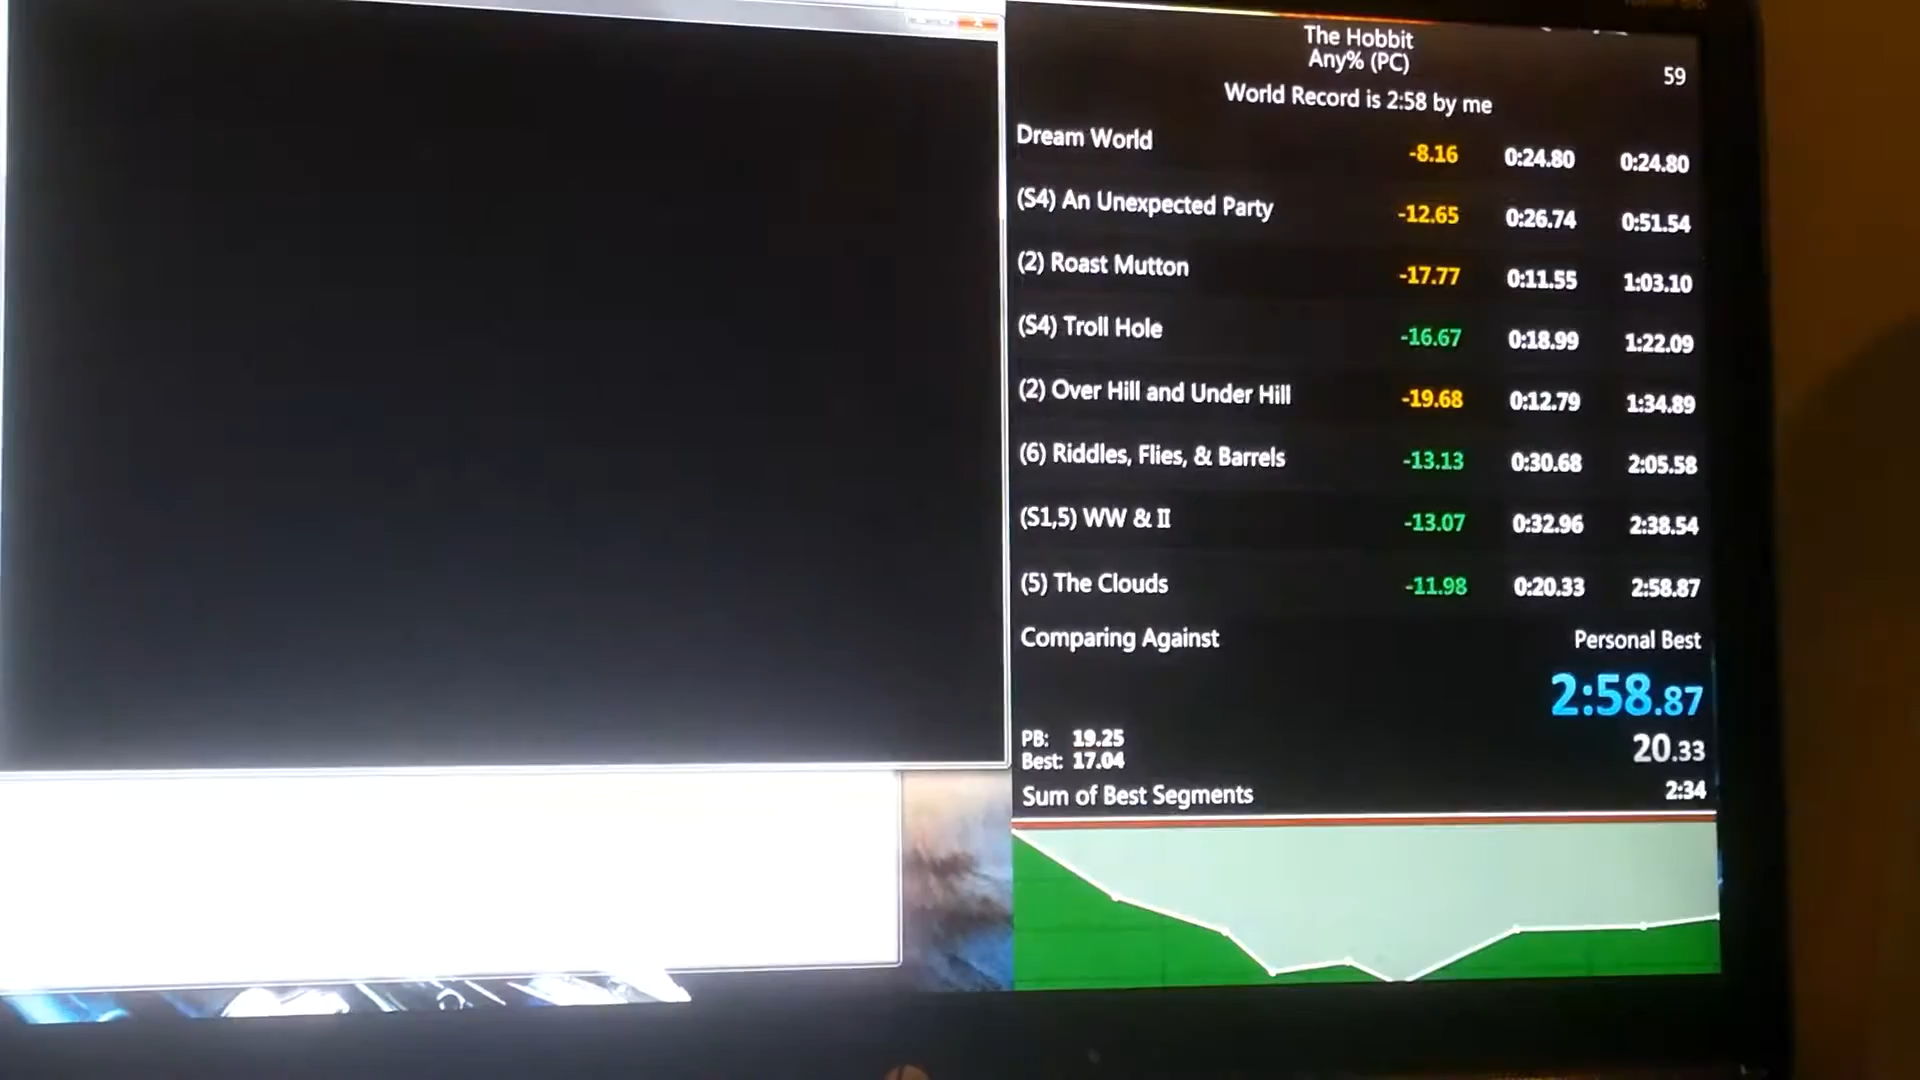 The Hobbit
Any% (PC)
59
World Record is 2:58 by me
Dream World -8.16 0:24.80 0:24.80
(S4) An Unexpected Party -12.65 0:26.74 0:51.54
(2) Roast Mutton -17.77 0:11.55 1:03.10
(S4) Troll Hole -16.67 0:18.99 1:22.09
(2) Over Hill and Under Hill -19.68 0:12.79 1:34.89
(6) Riddles, Flies, & Barrels -13.13 0:30.68 2:05.58
(S1,5) WW & II -13.07 0:32.96 2:38.54
(5) The Clouds -11.98 0:20.33 2:58.87
Comparing Against Personal Best
2:58.87
PB: 19.25
Best: 17.04
20.33
Sum of Best Segments 2:34